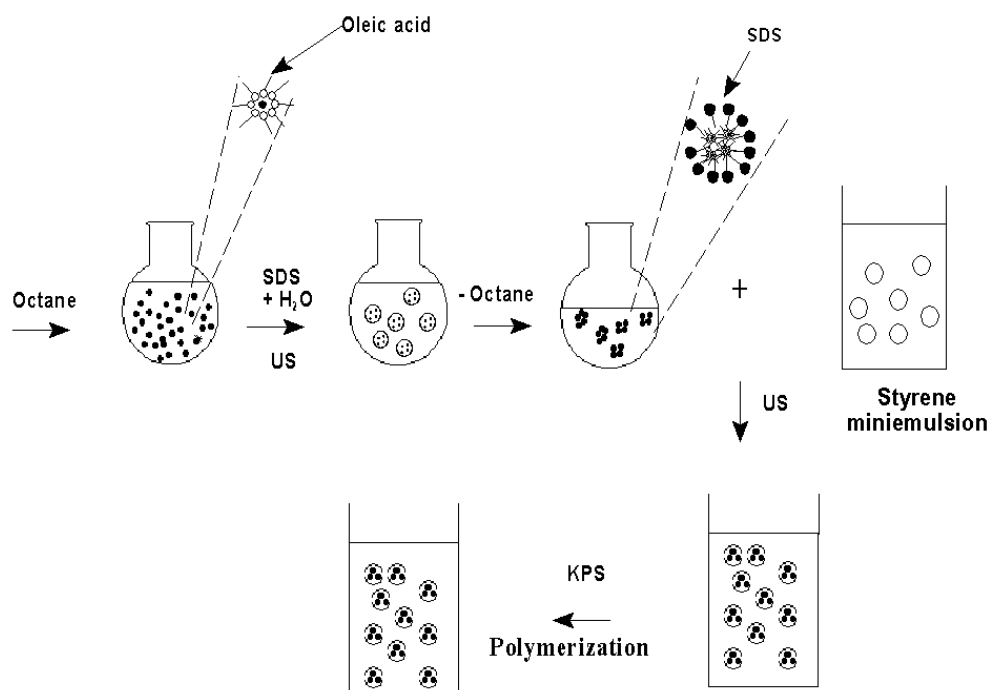 Oleic acid
SDS
Octane
SDS
+ H₂O
US
- Octane
+
US
Styrene
miniemulsion
KPS
Polymerization